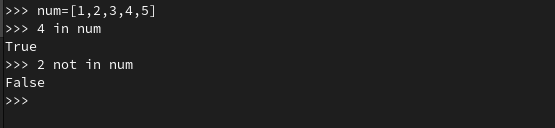 >>> num=[1,2,3,4,5]
>>> 4 in num
True
>>> 2 not in num
False
>>>